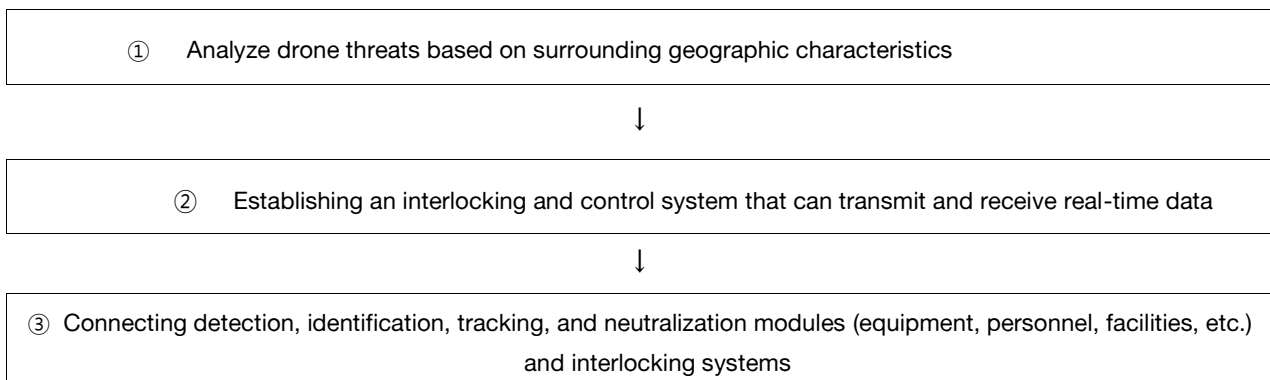 ① Analyze drone threats based on surrounding geographic characteristics
↓
② Establishing an interlocking and control system that can transmit and receive real-time data
↓
③ Connecting detection, identification, tracking, and neutralization modules (equipment, personnel, facilities, etc.)
and interlocking systems